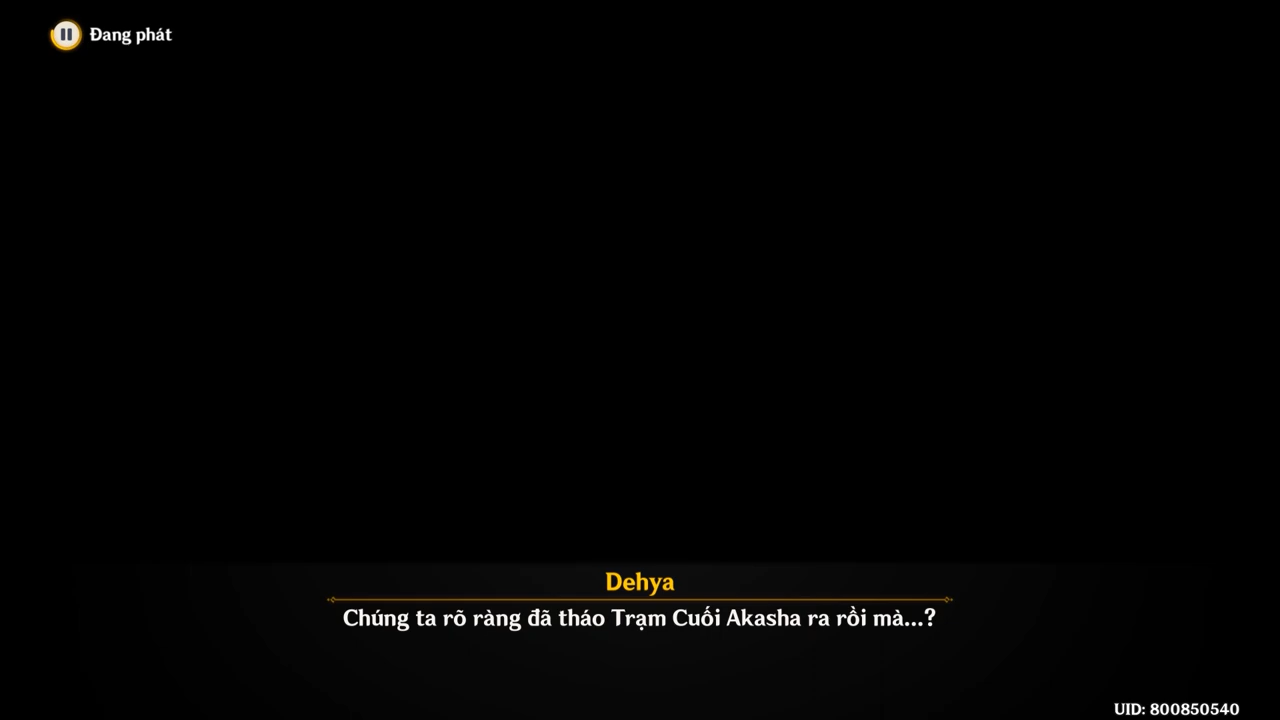 Đang phát
Dehya
Chúng ta rõ ràng đã tháo Trạm Cuối Akasha ra rồi mà...?
UID: 800850540